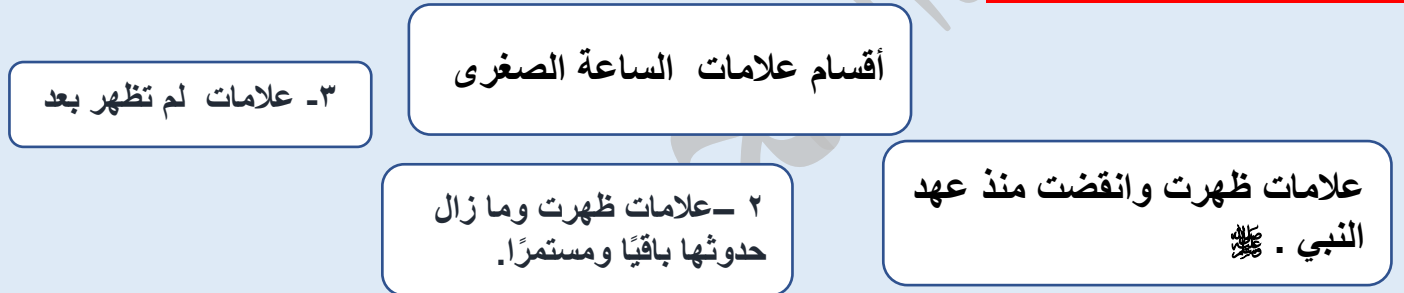 أقسام علامات الساعة الصغرى
علامات ظهرت وانقضت منذ عهد
النبي . ﷺ
٢ –علامات ظهرت وما زال
حدوثها باقيًا ومستمرًا.
٣- علامات لم تظهر بعد